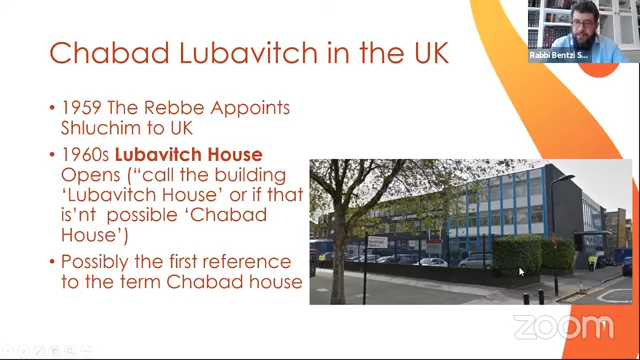 Chabad Lubavitch in the UK
• 1959 The Rebbe Appoints
Shluchim to UK
• 1960s Lubavitch House
Opens (“call the building
‘Lubavitch House’ or if that
is’nt possible ‘Chabad
House’)
• Possibly the first reference
to the term Chabad house
Rabbi Bentzi S...
zoom